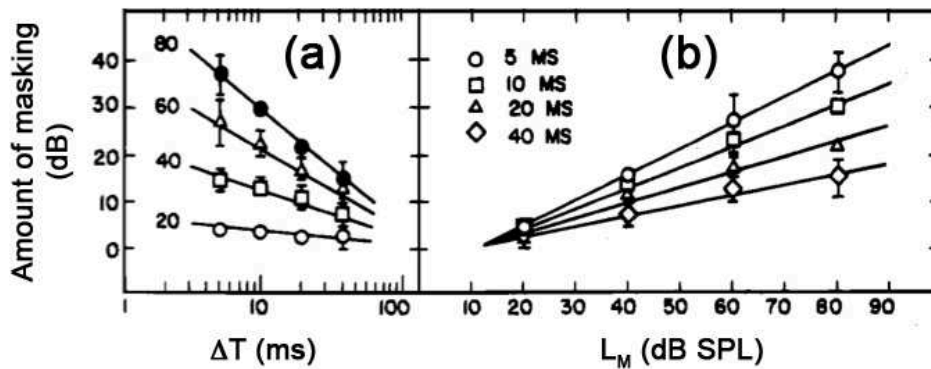 Amount of masking
(dB)
40
30
20
10
0
80
60
40
20
(a)
1
10
100
ΔT (ms)
(b)
5 MS
10 MS
20 MS
40 MS
10 20 30 40 50 60 70 80 90
L_M (dB SPL)